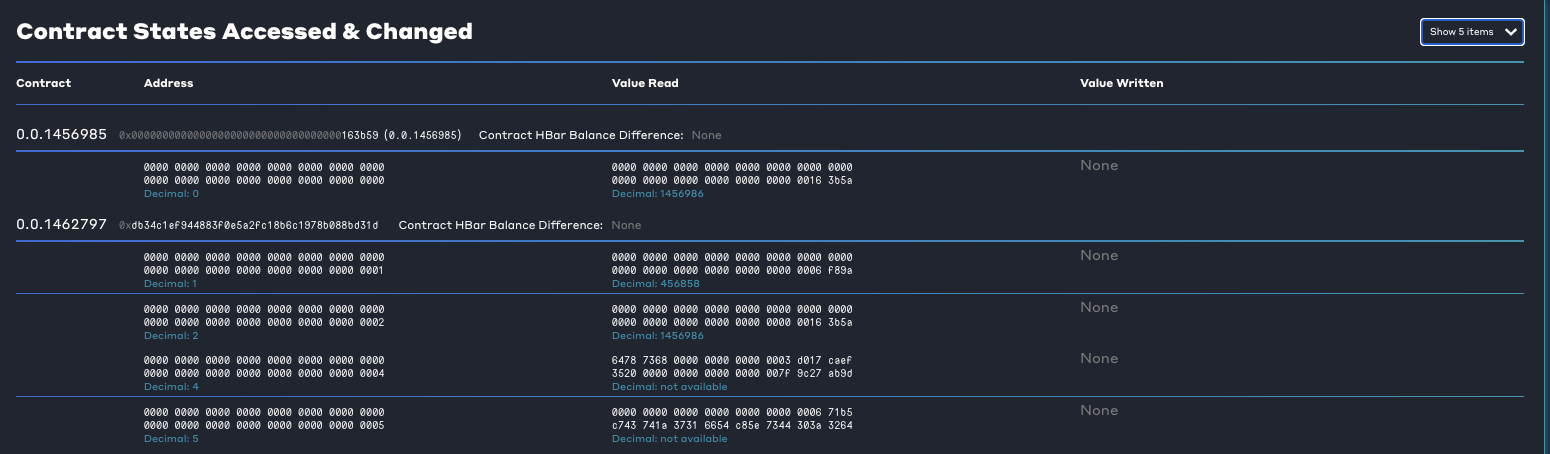 Contract States Accessed & Changed
Show 5 items
Contract Address Value Read Value Written
0.0.1456985 0x0000000000000000000000000000000000163b59 (0.0.1456985) Contract HBar Balance Difference: None
0000 0000 0000 0000 0000 0000 0000 0000 0000 0000 0000 0000 0000 0000 0000 0000 None
0000 0000 0000 0000 0000 0000 0000 0000 0000 0000 0000 0000 0000 0000 0016 3b5a
Decimal: 0 Decimal: 1456986
0.0.1462797 0xdb34c1ef944883f0e5a2fc18b6c1978b088bd31d Contract HBar Balance Difference: None
0000 0000 0000 0000 0000 0000 0000 0000 0000 0000 0000 0000 0000 0000 0000 0000 None
0000 0000 0000 0000 0000 0000 0000 0001 0000 0000 0000 0000 0000 0000 0006 f89a
Decimal: 1 Decimal: 456858
0000 0000 0000 0000 0000 0000 0000 0000 0000 0000 0000 0000 0000 0000 0000 0000 None
0000 0000 0000 0000 0000 0000 0000 0002 0000 0000 0000 0000 0000 0000 0016 3b5a
Decimal: 2 Decimal: 1456986
0000 0000 0000 0000 0000 0000 0000 0000 6478 7368 0000 0000 0000 0003 d017 caef None
0000 0000 0000 0000 0000 0000 0000 0004 3520 0000 0000 0000 0000 007f 9c27 ab9d
Decimal: 4 Decimal: not available
0000 0000 0000 0000 0000 0000 0000 0000 0000 0000 0000 0000 0000 0000 0006 71b5 None
0000 0000 0000 0000 0000 0000 0000 0005 c743 741a 3731 6654 c85e 7344 303a 3264
Decimal: 5 Decimal: not available